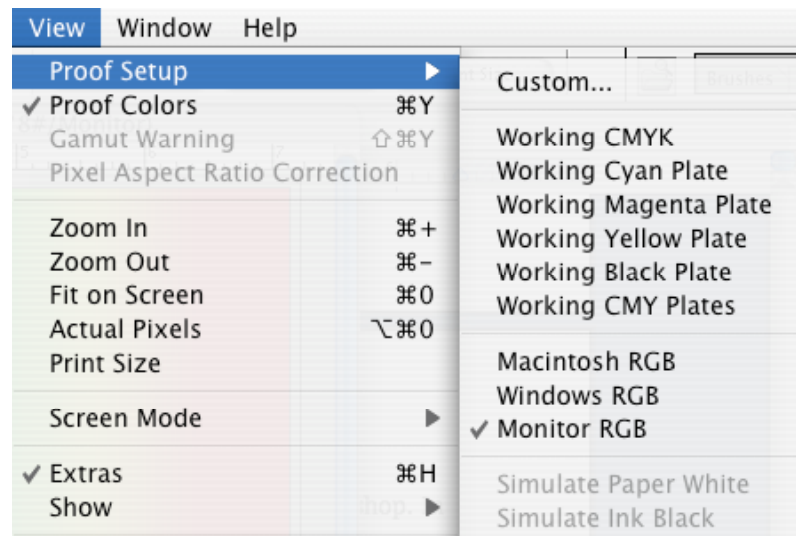 View Window Help
Proof Setup
✓ Proof Colors ⌘Y
Gamut Warning ⇧⌘Y
Pixel Aspect Ratio Correction
Zoom In ⌘+
Zoom Out ⌘–
Fit on Screen ⌘0
Actual Pixels ⌥⌘0
Print Size
Screen Mode
✓ Extras ⌘H
Show
Custom...
Working CMYK
Working Cyan Plate
Working Magenta Plate
Working Yellow Plate
Working Black Plate
Working CMY Plates
Macintosh RGB
Windows RGB
✓ Monitor RGB
Simulate Paper White
Simulate Ink Black
Brushes